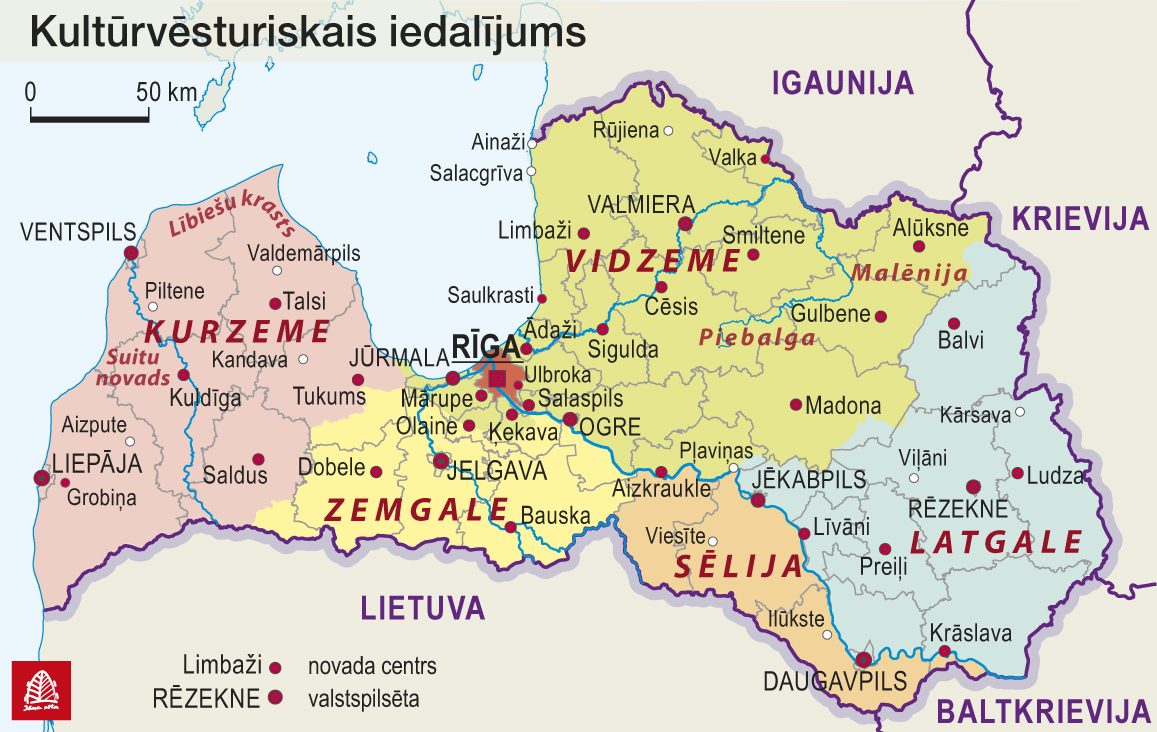 Kultūrvēsturiskais iedalījums
0 50 km
IGAUNIJA
KRIEVIJA
LIETUVA
BALTKRIEVIJA
Ainaži
Salacgrīva
Rūjiena
Valka
VALMIERA
Limbaži
VIDZEME
Smiltene
Alūksne
Malēnija
Cēsis
Saulkrasti
Gulbene
Piebalga
Balvi
Ādaži
Sigulda
RĪGA
Lībiešu krasts
VENTSPILS
Valdemārpils
Piltene
Talsi
KURZEME
Suitu
novads
Kandava
JŪRMALA
Kuldīga
Tukums
Mārupe
Ulbroka
Salaspils
Olaine
Ķekava
OGRE
Madona
Kārsava
Aizpute
LIEPĀJA
Grobiņa
Saldus
Dobele
JELGAVA
ZEMGALE
Bauska
Aizkraukle
Pļaviņas
JĒKABPILS
Viļāni
Ludza
RĒZEKNE
LATGALE
Līvāni
Preiļi
Viesīte
SĒLIJA
Ilūkste
Krāslava
DAUGAVPILS
Limbaži novada centrs
RĒZEKNE valstspilsēta
Jāņa sēta